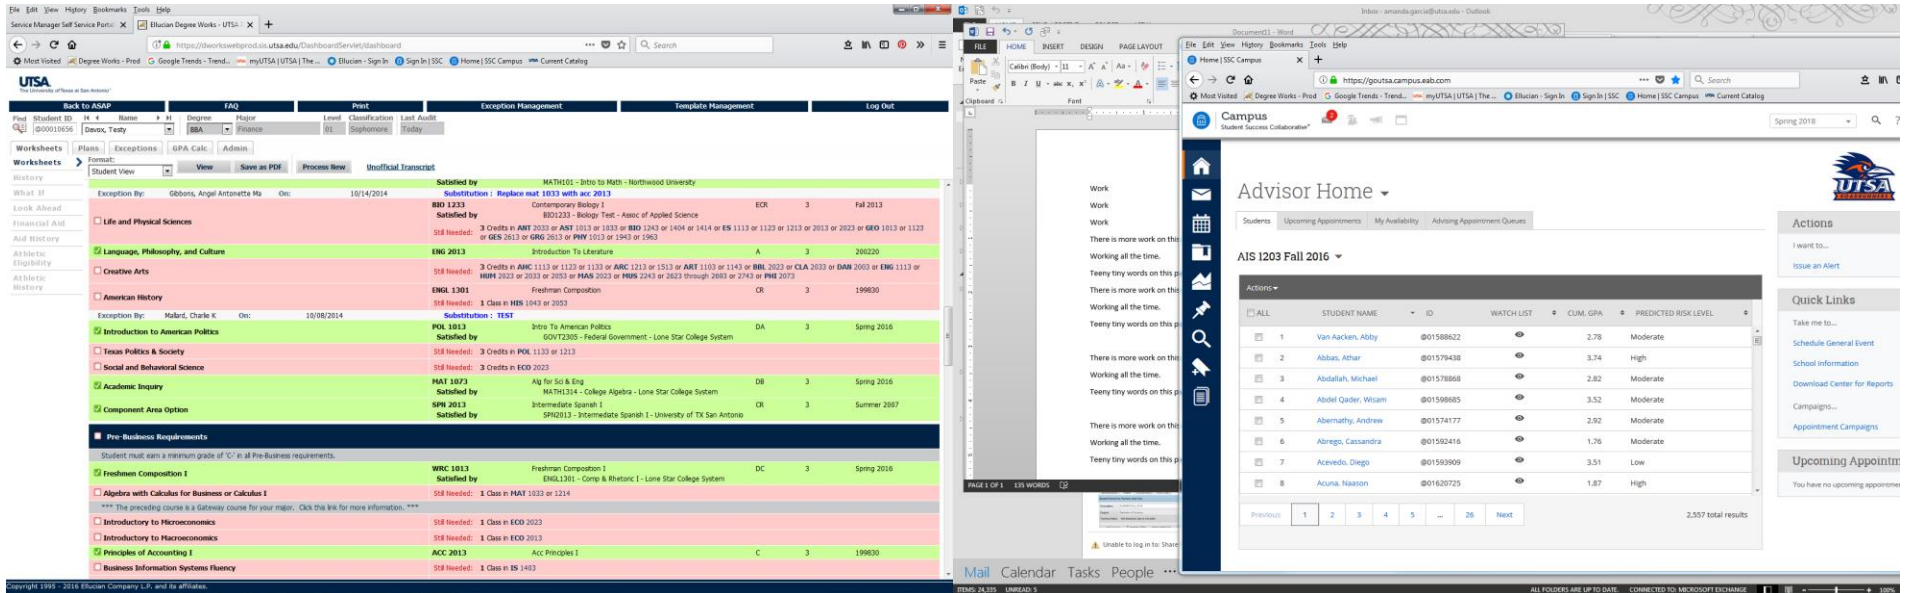 File Edit View History Bookmarks Tools Help
Service Manager Self Service Portal X Ellucian Degree Works - UTSA X +
https://dworkswebprod.sis.utsa.edu/DashboardServlet/dashboard
Search
Most Visited Degree Works - Prod Google Trends - Trend... myUTSA | UTSA | The ... Ellucian - Sign In Sign In | SSC Home | SSC Campus Current Catalog
UTSA
The University of Texas at San Antonio
Back to ASAP FAQ Print Exception Management Template Management Log Out
Find Student ID Name Degree Major Level Classification Last Audit
@00010656 Davox, Testy BBA Finance 01 Sophomore Today
Worksheets Plans Exceptions GPA Calc Admin
Worksheets
History
What If
Look Ahead
Financial Aid
Aid History
Athletic Eligibility
Athletic History
Format:
Student View View Save as PDF Process New Unofficial Transcript
Satisfied by MATH101 - Intro to Math - Northwood University
Exception By: Gibbons, Angel Antonette Ma On: 10/14/2014 Substitution : Replace mat 1033 with acc 2013
Life and Physical Sciences
BIO 1233 Contemporary Biology I ECR 3 Fall 2013
Satisfied by BIO1233 - Biology Test - Assoc of Applied Science
Still Needed: 3 Credits in ANT 2033 or AST 1013 or 1033 or BIO 1243 or 1404 or 1414 or ES 1113 or 1123 or 1213 or 2013 or 2023 or GEO 1013 or 1123
or GES 2613 or GRG 2613 or PHY 1013 or 1943 or 1963
Language, Philosophy, and Culture ENG 2013 Introduction To Literature A 3 200220
Creative Arts Still Needed: 3 Credits in AHC 1113 or 1123 or 1133 or ARC 1213 or 1513 or ART 1103 or 1143 or BBL 2023 or CLA 2033 or DAN 2003 or ENG 1113 or
HUM 2023 or 2033 or 2053 or MAS 2023 or MUS 2243 or 2623 through 2683 or 2743 or PHI 2073
American History
ENGL 1301 Freshman Composition CR 3 199830
Still Needed: 1 Class in HIS 1043 or 2053
Exception By: Mallard, Charle K On: 10/08/2014 Substitution : TEST
Introduction to American Politics
POL 1013 Intro To American Politics DA 3 Spring 2016
Satisfied by GOVT2305 - Federal Government - Lone Star College System
Texas Politics & Society Still Needed: 3 Credits in POL 1133 or 1213
Social and Behavioral Science Still Needed: 3 Credits in ECO 2023
Academic Inquiry
MAT 1073 Alg for Sci & Eng DB 3 Spring 2016
Satisfied by MATH1314 - College Algebra - Lone Star College System
Component Area Option
SPN 2013 Intermediate Spanish I CR 3 Summer 2007
Satisfied by SPN2013 - Intermediate Spanish I - University of TX San Antonio
Pre-Business Requirements
Student must earn a minimum grade of 'C-' in all Pre-Business requirements.
Freshmen Composition I
WRC 1013 Freshman Composition I DC 3 Spring 2016
Satisfied by ENGL1301 - Comp & Rhetoric I - Lone Star College System
Algebra with Calculus for Business or Calculus I Still Needed: 1 Class in MAT 1033 or 1214
*** The preceding course is a Gateway course for your major. Click this link for more information. ***
Introductory to Microeconomics Still Needed: 1 Class in ECO 2023
Introductory to Macroeconomics Still Needed: 1 Class in ECO 2013
Principles of Accounting I ACC 2013 Acc Principles I C 3 199830
Business Information Systems Fluency Still Needed: 1 Class in IS 1403
Copyright 1995 - 2016 Ellucian Company L.P. and its affiliates.
Inbox - amanda.garcia@utsa.edu - Outlook
Document1 - Word
FILE HOME INSERT DESIGN PAGE LAYOUT
Calibri (Body) 11
Paste
Clipboard Font
Work
Work
Work
There is more work on this
Working all the time.
Teeny tiny words on this p
There is more work on this
Working all the time.
Teeny tiny words on this p
There is more work on this
Working all the time.
Teeny tiny words on this p
There is more work on this
Working all the time.
Teeny tiny words on this p
PAGE 1 OF 1 135 WORDS
Unable to log in to: Share
Mail Calendar Tasks People ...
ITEMS: 24,335 UNREAD: 5 ALL FOLDERS ARE UP TO DATE. CONNECTED TO: MICROSOFT EXCHANGE 100%
File Edit View History Bookmarks Tools Help
Home | SSC Campus X +
https://goutsa.campus.eab.com
Search
Most Visited Degree Works - Prod Google Trends - Trend... myUTSA | UTSA | The ... Ellucian - Sign In Sign In | SSC Home | SSC Campus Current Catalog
Campus
Student Success Collaborative
2
Spring 2018
Advisor Home
UTSA
ROADRUNNERS
Students Upcoming Appointments My Availability Advising Appointment Queues
AIS 1203 Fall 2016
Actions
ALL STUDENT NAME ID WATCH LIST CUM. GPA PREDICTED RISK LEVEL
1 Van Aacken, Abby @01588622 2.78 Moderate
2 Abbas, Athar @01579438 3.74 High
3 Abdallah, Michael @01578868 2.82 Moderate
4 Abdel Qader, Wisam @01598685 3.52 Moderate
5 Abernathy, Andrew @01574177 2.92 Moderate
6 Abrego, Cassandra @01592416 1.76 Moderate
7 Acevedo, Diego @01593909 3.51 Low
8 Acuna, Naason @01620725 1.87 High
Previous 1 2 3 4 5 ... 26 Next 2,557 total results
Actions
I want to...
Issue an Alert
Quick Links
Take me to...
Schedule General Event
School Information
Download Center for Reports
Campaigns...
Appointment Campaigns
Upcoming Appointm
You have no upcoming appointme